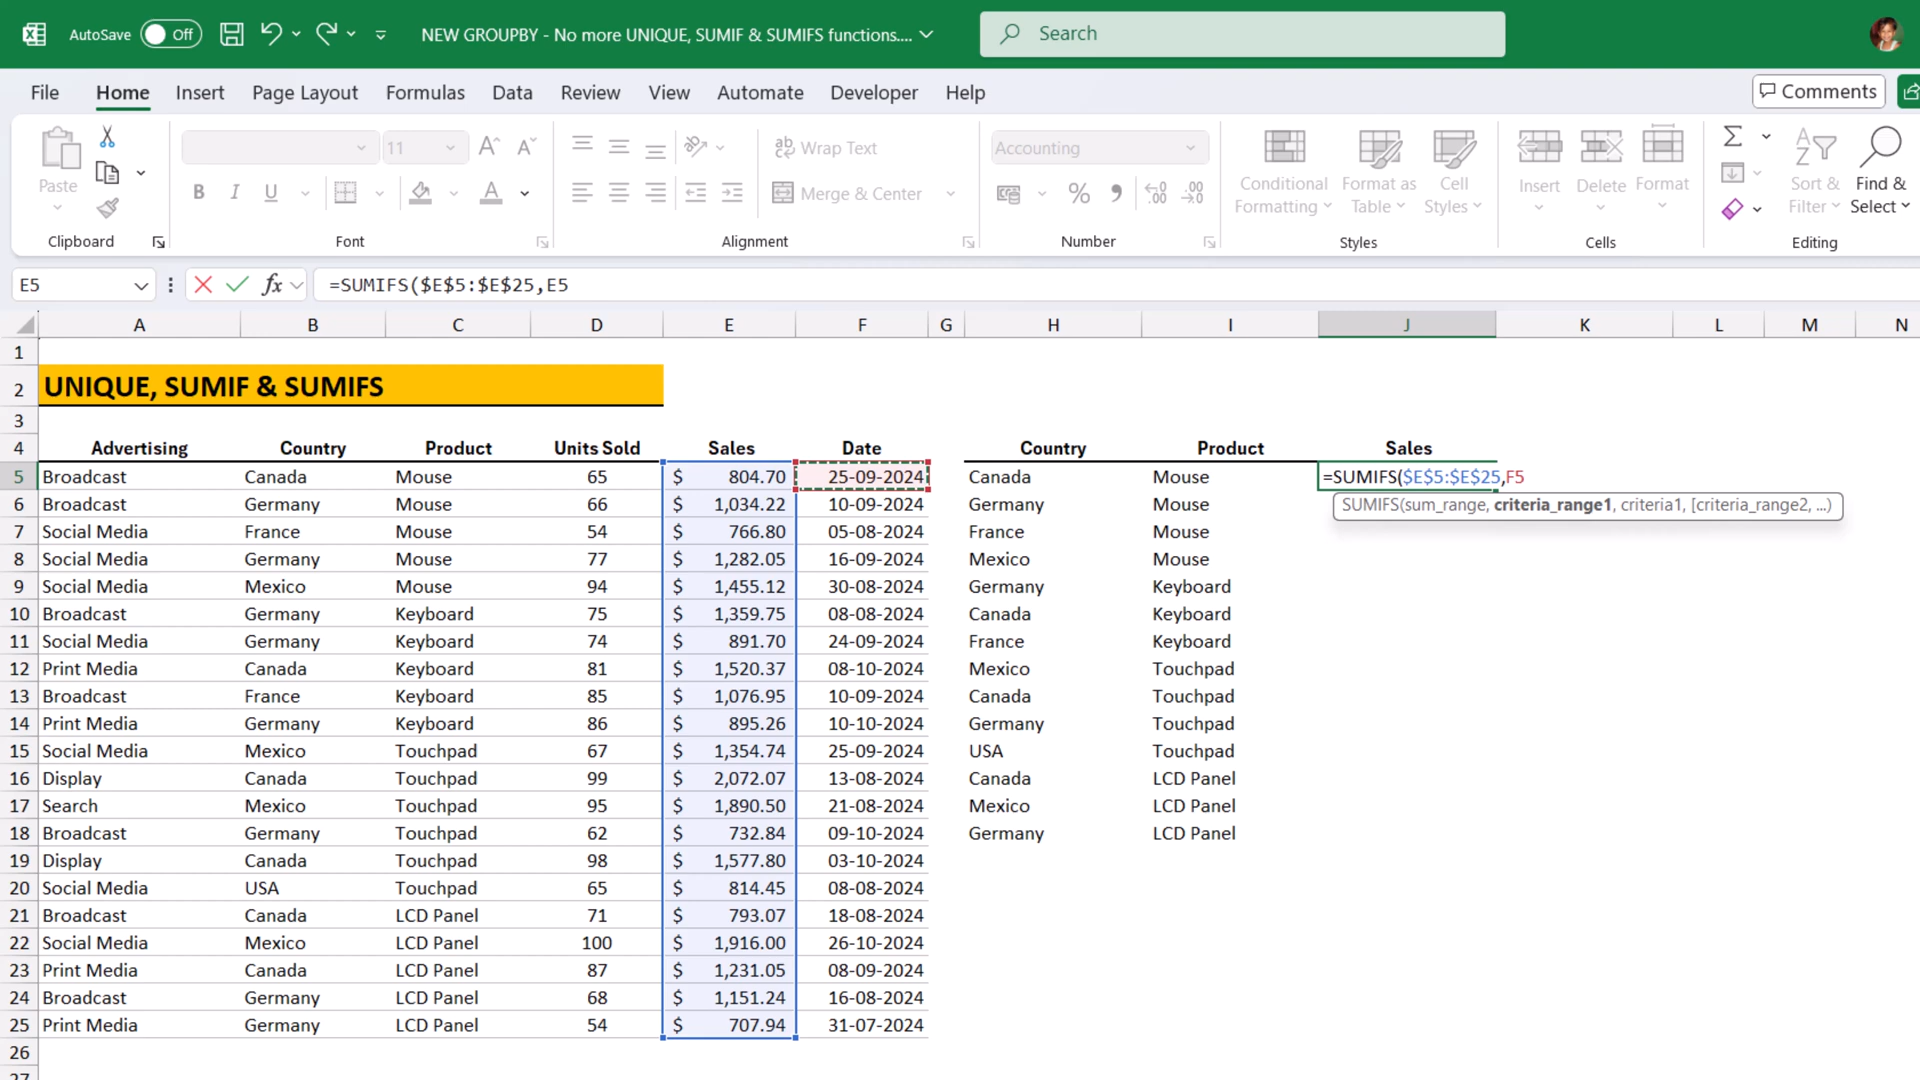 AutoSave Off NEW GROUPBY - No more UNIQUE, SUMIF & SUMIFS functions.... Search
File Home Insert Page Layout Formulas Data Review View Automate Developer Help Comments
Paste 11 Wrap Text Merge & Center Accounting Conditional Formatting Format as Table Cell Styles Insert Delete Format Sort & Filter Find & Select
Clipboard Font Alignment Number Styles Cells Editing
E5 fx =SUMIFS($E$5:$E$25,E5
A B C D E F G H I J K L M N
1
2 UNIQUE, SUMIF & SUMIFS
3
4 Advertising Country Product Units Sold Sales Date Country Product Sales
5 Broadcast Canada Mouse 65 $ 804.70 25-09-2024 Canada Mouse =SUMIFS($E$5:$E$25,F5
SUMIFS(sum_range, criteria_range1, criteria1, [criteria_range2, ...)
6 Broadcast Germany Mouse 66 $ 1,034.22 10-09-2024 Germany Mouse
7 Social Media France Mouse 54 $ 766.80 05-08-2024 France Mouse
8 Social Media Germany Mouse 77 $ 1,282.05 16-09-2024 Mexico Mouse
9 Social Media Mexico Mouse 94 $ 1,455.12 30-08-2024 Germany Keyboard
10 Broadcast Germany Keyboard 75 $ 1,359.75 08-08-2024 Canada Keyboard
11 Social Media Germany Keyboard 74 $ 891.70 24-09-2024 France Keyboard
12 Print Media Canada Keyboard 81 $ 1,520.37 08-10-2024 Mexico Touchpad
13 Broadcast France Keyboard 85 $ 1,076.95 10-09-2024 Canada Touchpad
14 Print Media Germany Keyboard 86 $ 895.26 10-10-2024 Germany Touchpad
15 Social Media Mexico Touchpad 67 $ 1,354.74 25-09-2024 USA Touchpad
16 Display Canada Touchpad 99 $ 2,072.07 13-08-2024 Canada LCD Panel
17 Search Mexico Touchpad 95 $ 1,890.50 21-08-2024 Mexico LCD Panel
18 Broadcast Germany Touchpad 62 $ 732.84 09-10-2024 Germany LCD Panel
19 Display Canada Touchpad 98 $ 1,577.80 03-10-2024
20 Social Media USA Touchpad 65 $ 814.45 08-08-2024
21 Broadcast Canada LCD Panel 71 $ 793.07 18-08-2024
22 Social Media Mexico LCD Panel 100 $ 1,916.00 26-10-2024
23 Print Media Canada LCD Panel 87 $ 1,231.05 08-09-2024
24 Broadcast Germany LCD Panel 68 $ 1,151.24 16-08-2024
25 Print Media Germany LCD Panel 54 $ 707.94 31-07-2024
26
27